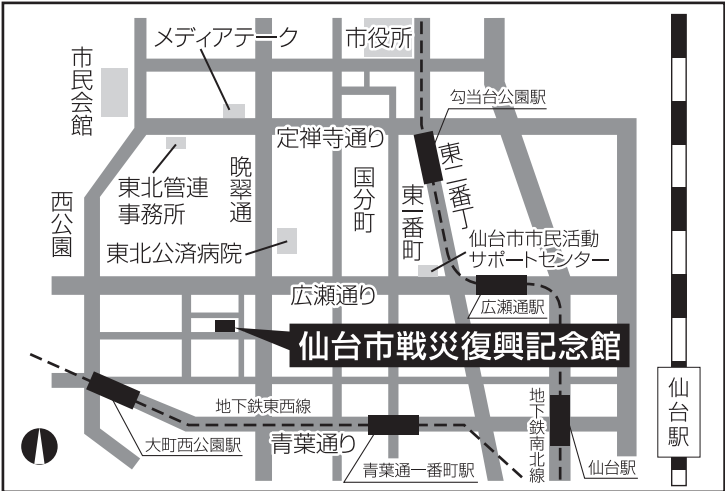 メディアテーク
市役所
市民会館
勾当台公園駅
定禅寺通り
東二番丁
東北管連
事務所
晩翠通
国分町
東一番町
西公園
仙台市市民活動
サポートセンター
東北公済病院
広瀬通り
広瀬通駅
仙台市戦災復興記念館
仙台駅
地下鉄東西線
地下鉄南北線
大町西公園駅
青葉通り
青葉通一番町駅
仙台駅